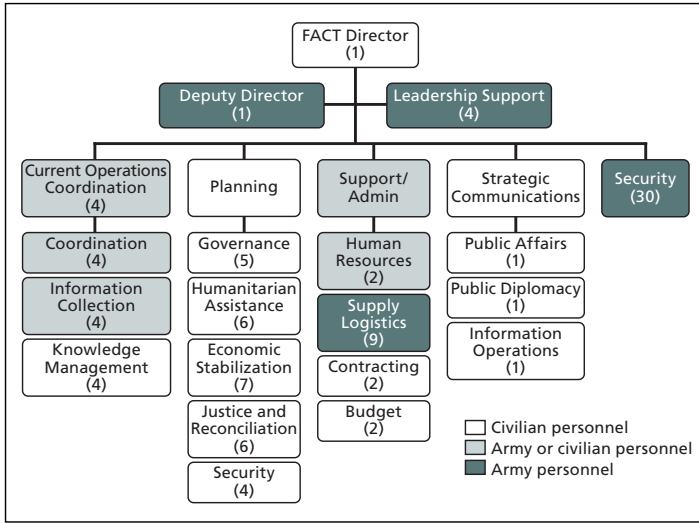 FACT Director
(1)
Deputy Director
(1)
Leadership Support
(4)
Current Operations
Coordination
(4)
Planning
Support/
Admin
Strategic
Communications
Security
(30)
Coordination
(4)
Information
Collection
(4)
Knowledge
Management
(4)
Governance
(5)
Humanitarian
Assistance
(6)
Economic
Stabilization
(7)
Justice and
Reconciliation
(6)
Security
(4)
Human
Resources
(2)
Supply
Logistics
(9)
Contracting
(2)
Budget
(2)
Public Affairs
(1)
Public Diplomacy
(1)
Information
Operations
(1)
Civilian personnel
Army or civilian personnel
Army personnel